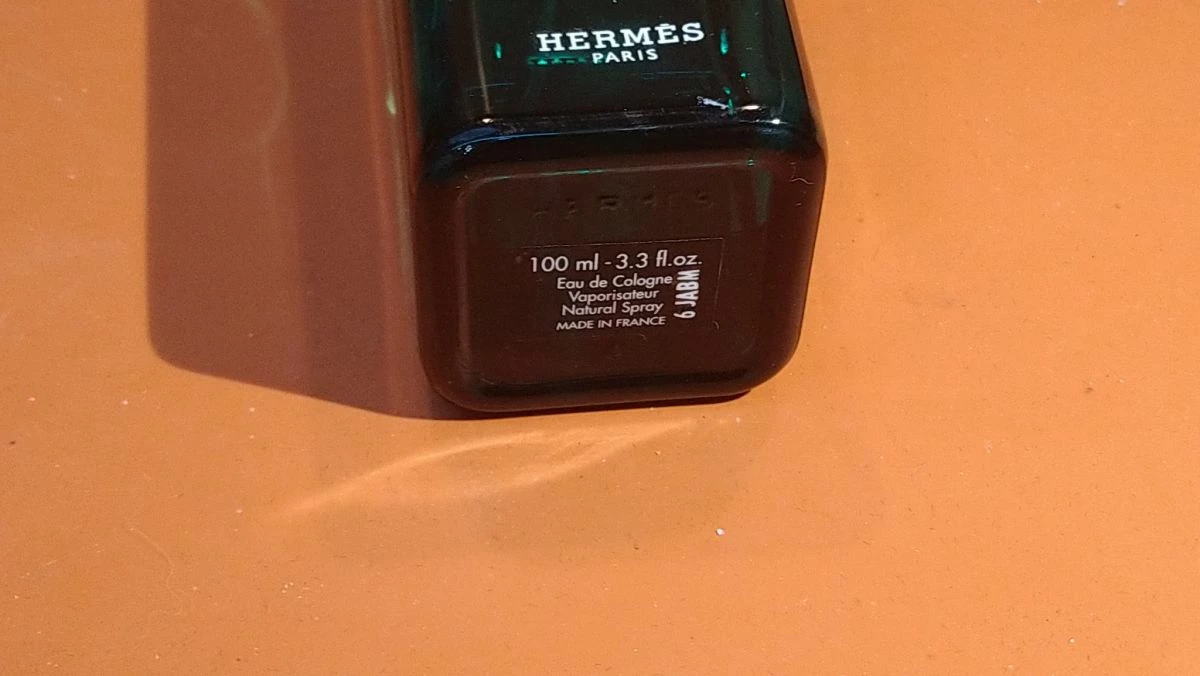 HERMÈS
PARIS
HERMES
100 ml - 3.3 fl.oz.
Eau de Cologne
Vaporisateur
Natural Spray
MADE IN FRANCE
6 JABM